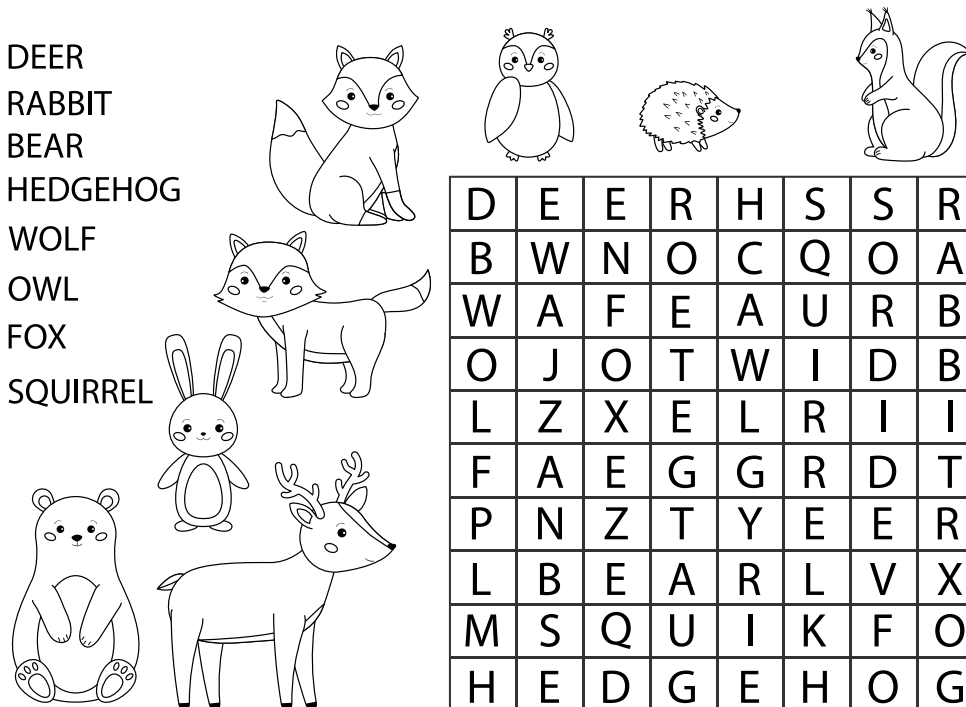 DEER
RABBIT
BEAR
HEDGEHOG
WOLF
OWL
FOX
SQUIRREL
D E E R H S S R
B W N O C Q O A
W A F E A U R B
O J O T W I D B
L Z X E L R I I
F A E G G R D T
P N Z T Y E E R
L B E A R L V X
M S Q U I K F O
H E D G E H O G